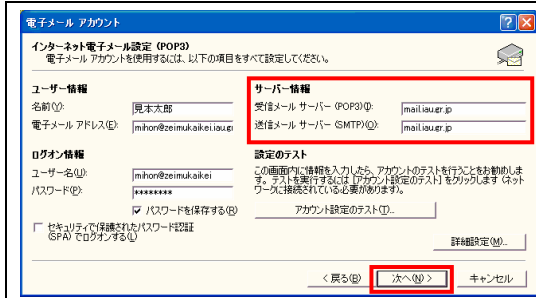 電子メール アカウント
インターネット電子メール設定 (POP3)
電子メール アカウントを使用するには、以下の項目をすべて設定してください。
ユーザー情報
名前(Y):
見本太郎
電子メール アドレス(E):
mihon@zeimukaikei.iau.gr
ログオン情報
ユーザー名(U):
mihon@zeimukaikei
パスワード(P):
********
パスワードを保存する(R)
セキュリティで保護されたパスワード認証
(SPA) でログオンする(L)
サーバー情報
受信メール サーバー (POP3)(I):
mail.iau.gr.jp
送信メール サーバー (SMTP)(O):
mail.iau.gr.jp
設定のテスト
この画面内に情報を入力したら、アカウントのテストを行うことをお勧めしま
す。テストを実行するには [アカウント設定のテスト] をクリックします (ネット
ワークに接続されている必要があります)。
アカウント設定のテスト(T)...
詳細設定(M)...
< 戻る(B)
次へ(N) >
キャンセル